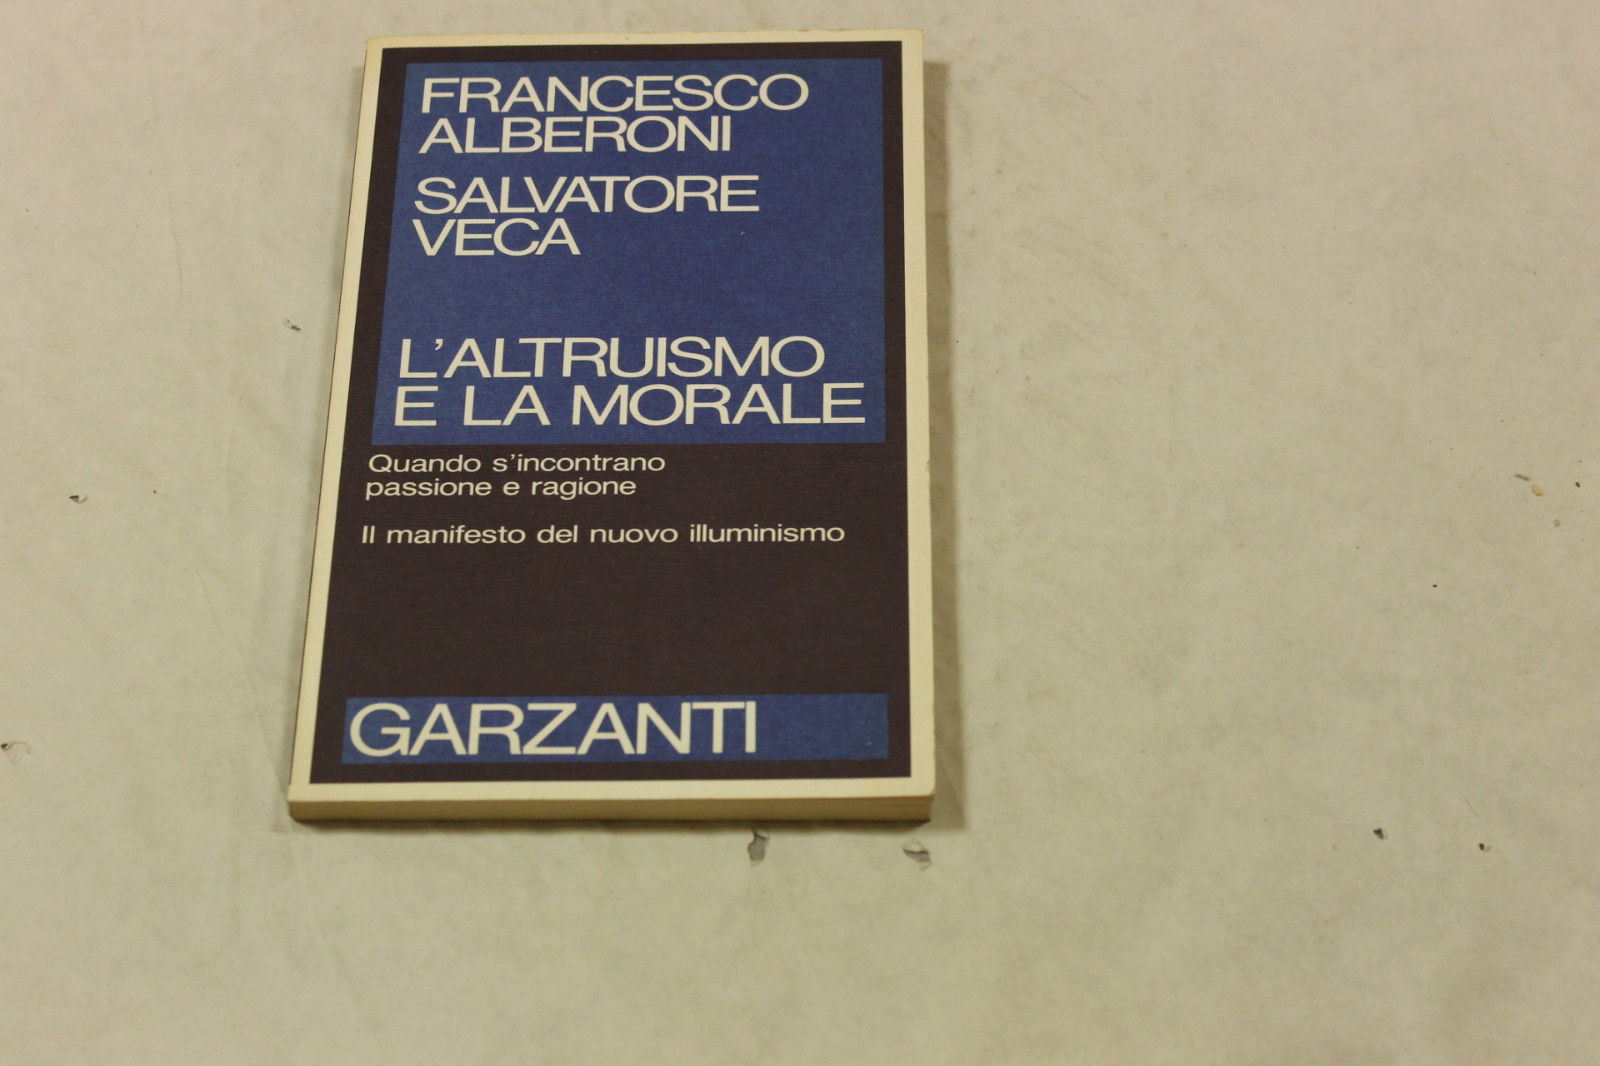 FRANCESCO
ALBERONI
SALVATORE
VECA
L'ALTRUISMO
E LA MORALE
Quando s'incontrano
passione e ragione
Il manifesto del nuovo illuminismo
GARZANTI